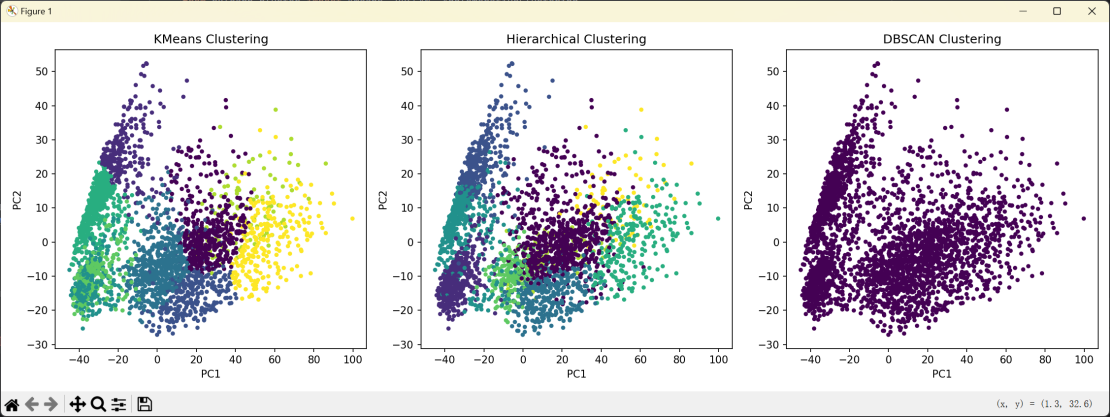 Figure 1
KMeans Clustering
Hierarchical Clustering
DBSCAN Clustering
PC2
50
40
30
20
10
0
−10
−20
−30
−40 −20 0 20 40 60 80 100
PC1
PC2
50
40
30
20
10
0
−10
−20
−30
−40 −20 0 20 40 60 80 100
PC1
PC2
50
40
30
20
10
0
−10
−20
−30
−40 −20 0 20 40 60 80 100
PC1
(x, y) = (1.3, 32.6)